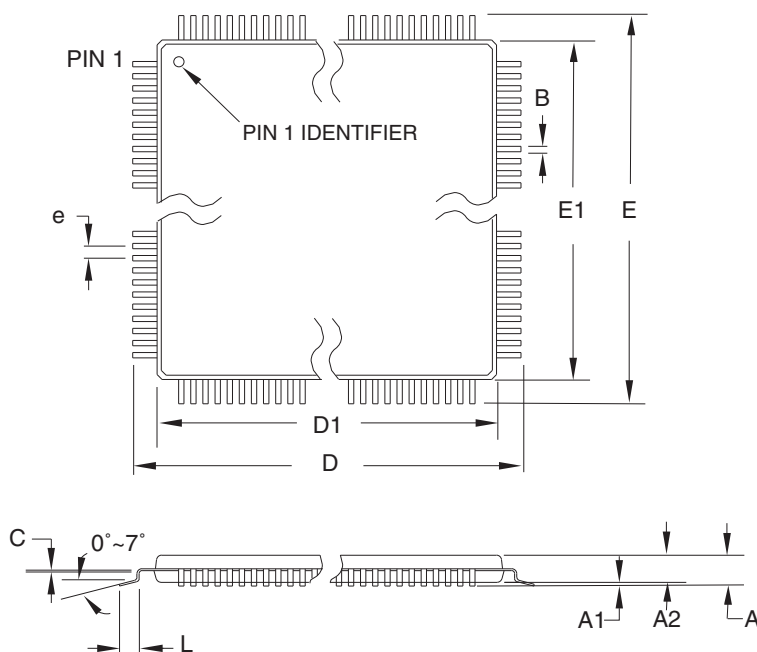 PIN 1
PIN 1 IDENTIFIER
B
e
E1
E
D1
D
C
0°~7°
L
A1
A2
A